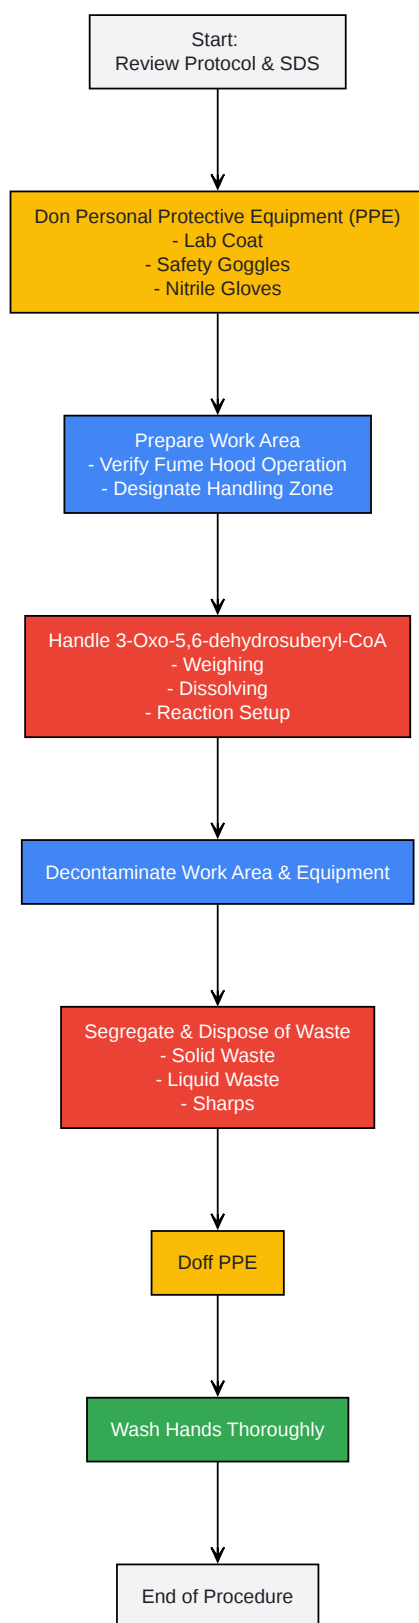 Start:
Review Protocol & SDS
Don Personal Protective Equipment (PPE)
- Lab Coat
- Safety Goggles
- Nitrile Gloves
Prepare Work Area
- Verify Fume Hood Operation
- Designate Handling Zone
Handle 3-Oxo-5,6-dehydrosuberyl-CoA
- Weighing
- Dissolving
- Reaction Setup
Decontaminate Work Area & Equipment
Segregate & Dispose of Waste
- Solid Waste
- Liquid Waste
- Sharps
Doff PPE
Wash Hands Thoroughly
End of Procedure